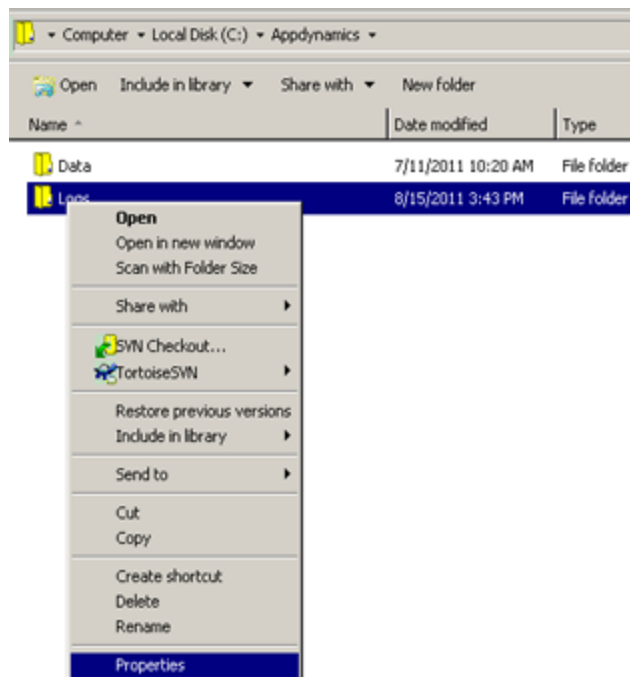 Computer Local Disk (C:) Appdynamics
Open Include in library Share with New folder
Name Date modified Type
Data 7/11/2011 10:20 AM File folder
Logs 8/15/2011 3:43 PM File folder
Open
Open in new window
Scan with Folder Size
Share with
SVN Checkout...
TortoiseSVN
Restore previous versions
Include in library
Send to
Cut
Copy
Create shortcut
Delete
Rename
Properties